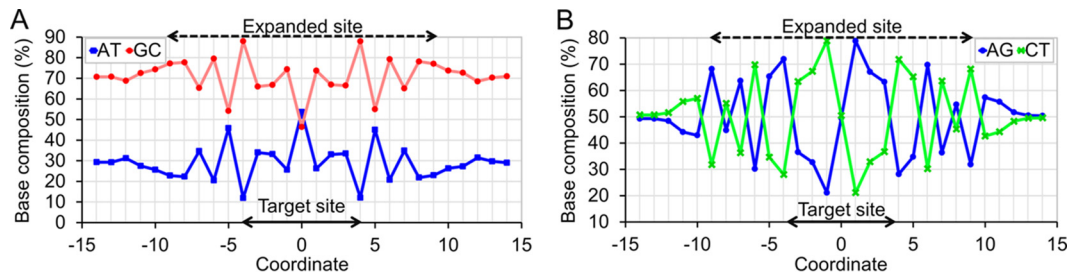 A
Expanded site
AT GC
Base composition (%)
90
80
70
60
50
40
30
20
10
0
Target site
-15 -10 -5 0 5 10 15
Coordinate
B
Expanded site
AG CT
Base composition (%)
80
70
60
50
40
30
20
10
Target site
-15 -10 -5 0 5 10 15
Coordinate